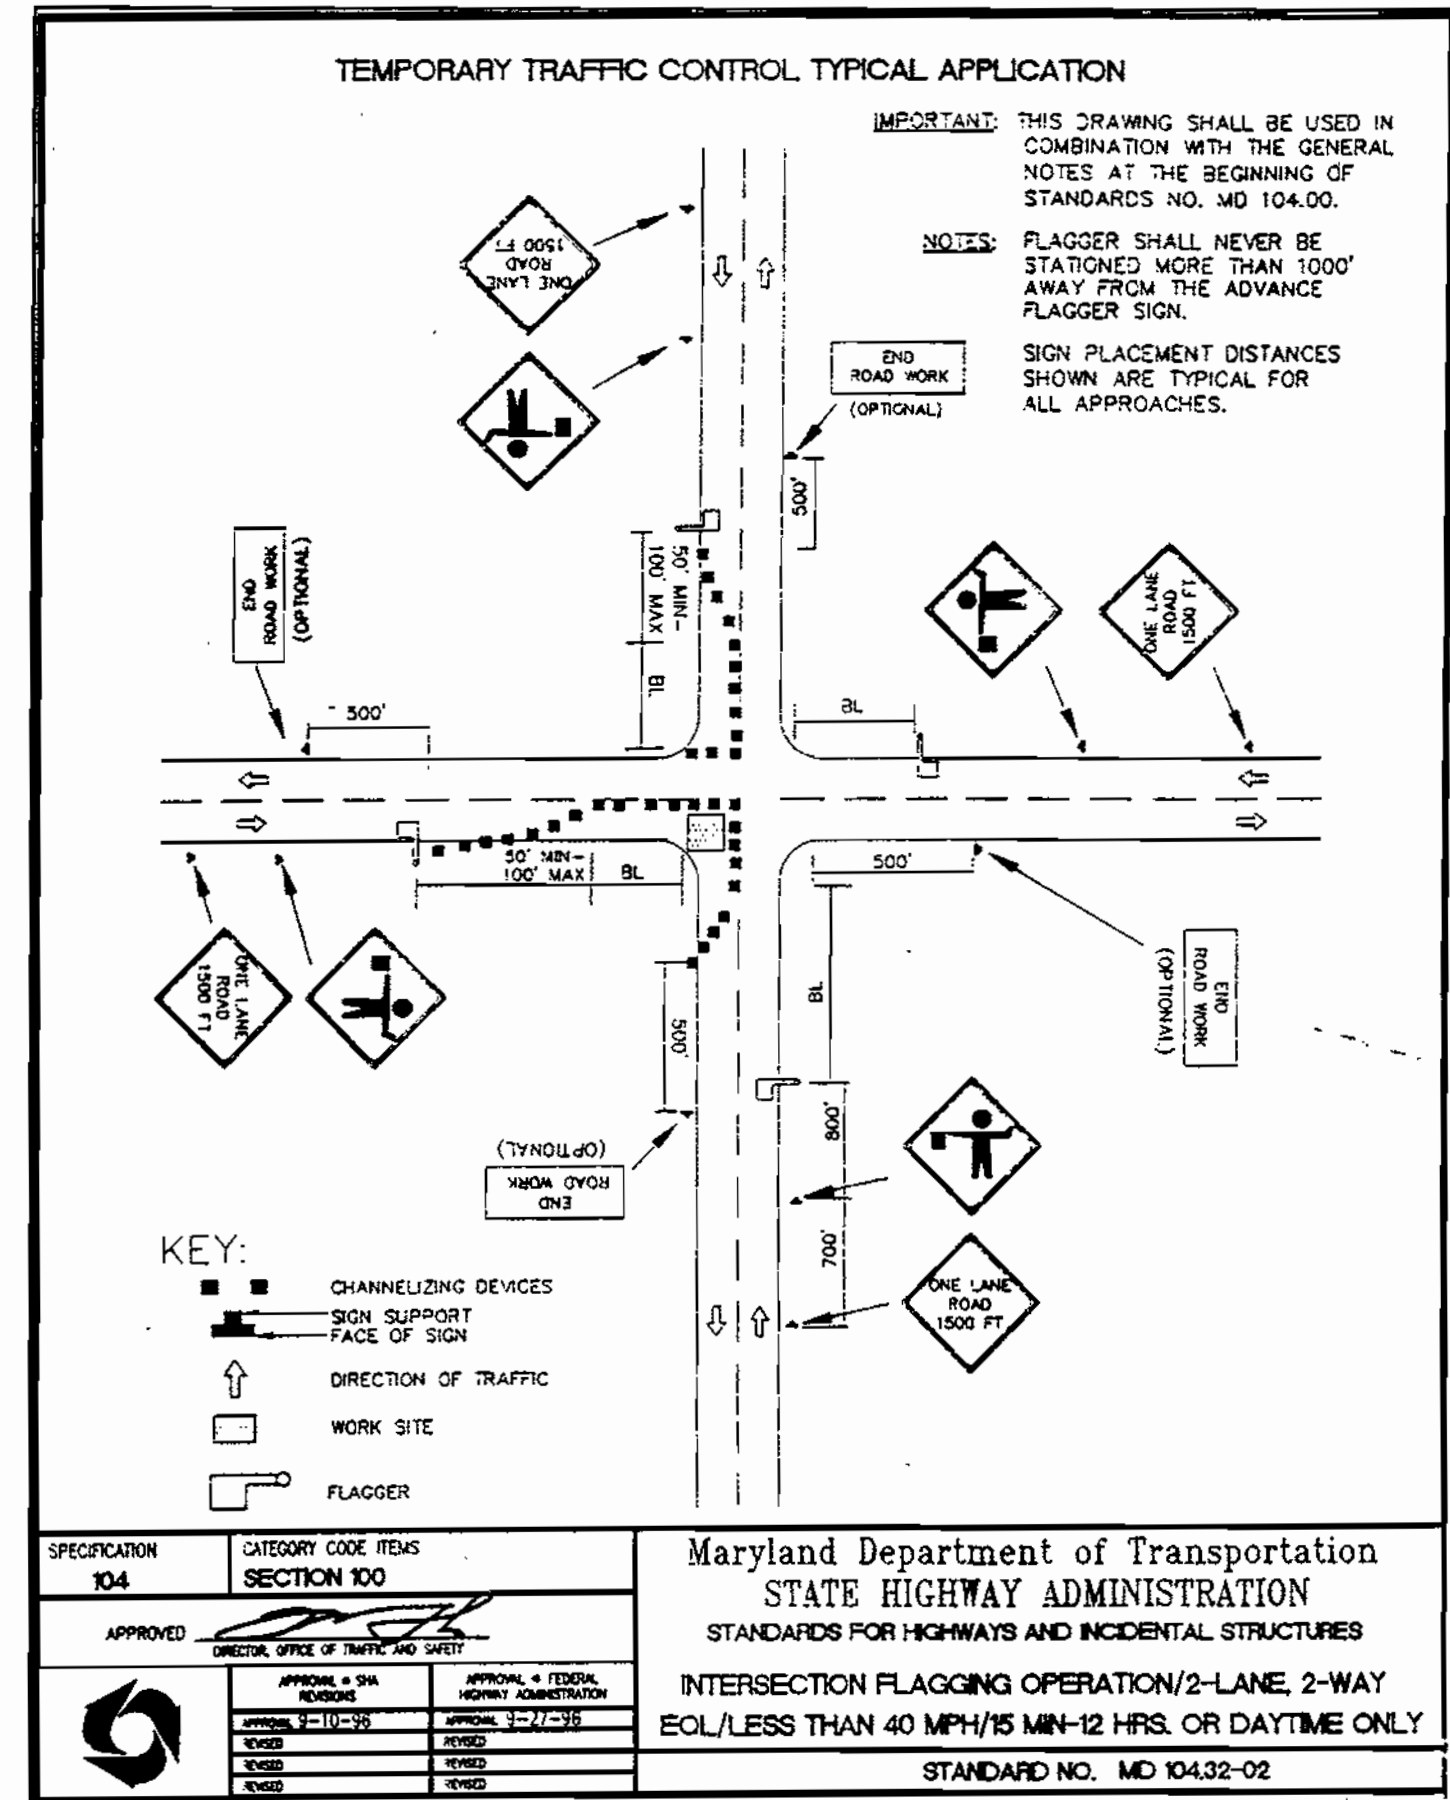 TEMPORARY TRAFFIC CONTROL TYPICAL APPLICATION
IMPORTANT: THIS DRAWING SHALL BE USED IN
COMBINATION WITH THE GENERAL
NOTES AT THE BEGINNING OF
STANDARDS NO. MD 104.00.
NOTES: FLAGGER SHALL NEVER BE
STATIONED MORE THAN 1000'
AWAY FROM THE ADVANCE
FLAGGER SIGN.
SIGN PLACEMENT DISTANCES
SHOWN ARE TYPICAL FOR
ALL APPROACHES.
ONE LANE
ROAD
1500 FT
END
ROAD WORK
(OPTIONAL)
500'
END
ROAD WORK
(OPTIONAL)
50' MIN-
100' MAX
BL
500'
BL
ONE LANE
ROAD
1500 FT
50' MIN-
100' MAX
BL
500'
ONE LANE
ROAD
1500 FT
END
ROAD WORK
(OPTIONAL)
BL
500'
END
ROAD WORK
(OPTIONAL)
800'
700'
ONE LANE
ROAD
1500 FT
KEY:
CHANNELIZING DEVICES
SIGN SUPPORT
FACE OF SIGN
DIRECTION OF TRAFFIC
WORK SITE
FLAGGER
SPECIFICATION
104
CATEGORY CODE ITEMS
SECTION 100
APPROVED
DIRECTOR, OFFICE OF TRAFFIC AND SAFETY
APPROVAL • SHA
REVISIONS
APPROVAL • FEDERAL
HIGHWAY ADMINISTRATION
APPROVAL 9-10-96
APPROVAL 9-27-96
REVISED
REVISED
REVISED
REVISED
REVISED
REVISED
Maryland Department of Transportation
STATE HIGHWAY ADMINISTRATION
STANDARDS FOR HIGHWAYS AND INCIDENTAL STRUCTURES
INTERSECTION FLAGGING OPERATION/2-LANE, 2-WAY
EQL/LESS THAN 40 MPH/15 MIN-12 HRS. OR DAYTIME ONLY
STANDARD NO. MD 104.32-02